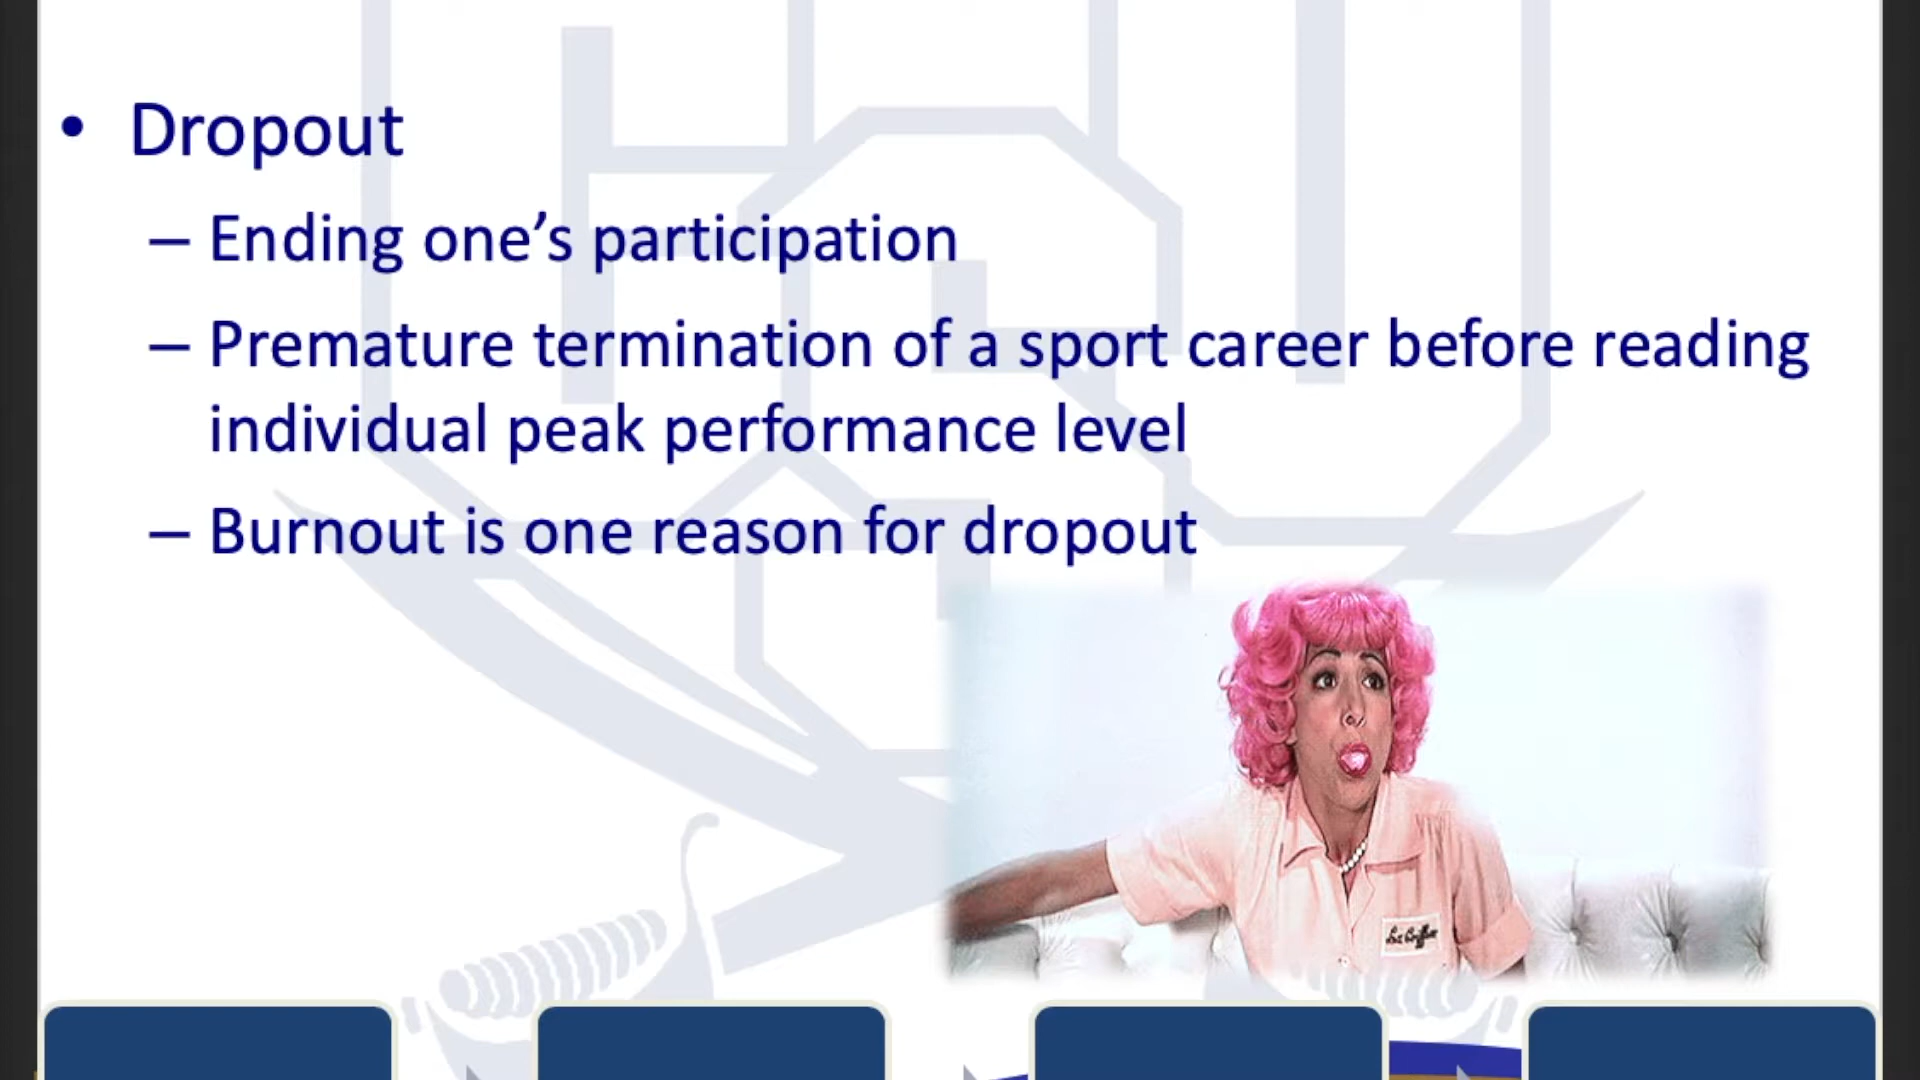 • Dropout
– Ending one’s participation
– Premature termination of a sport career before reading
individual peak performance level
– Burnout is one reason for dropout